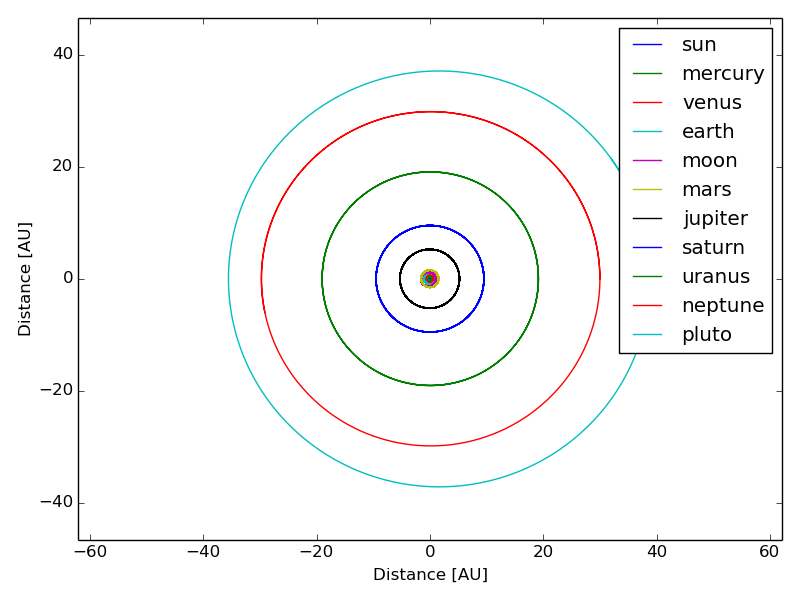 40
20
0
−20
−40
−60
−40
−20
0
20
40
60
Distance [AU]
Distance [AU]
sun
mercury
venus
earth
moon
mars
jupiter
saturn
uranus
neptune
pluto